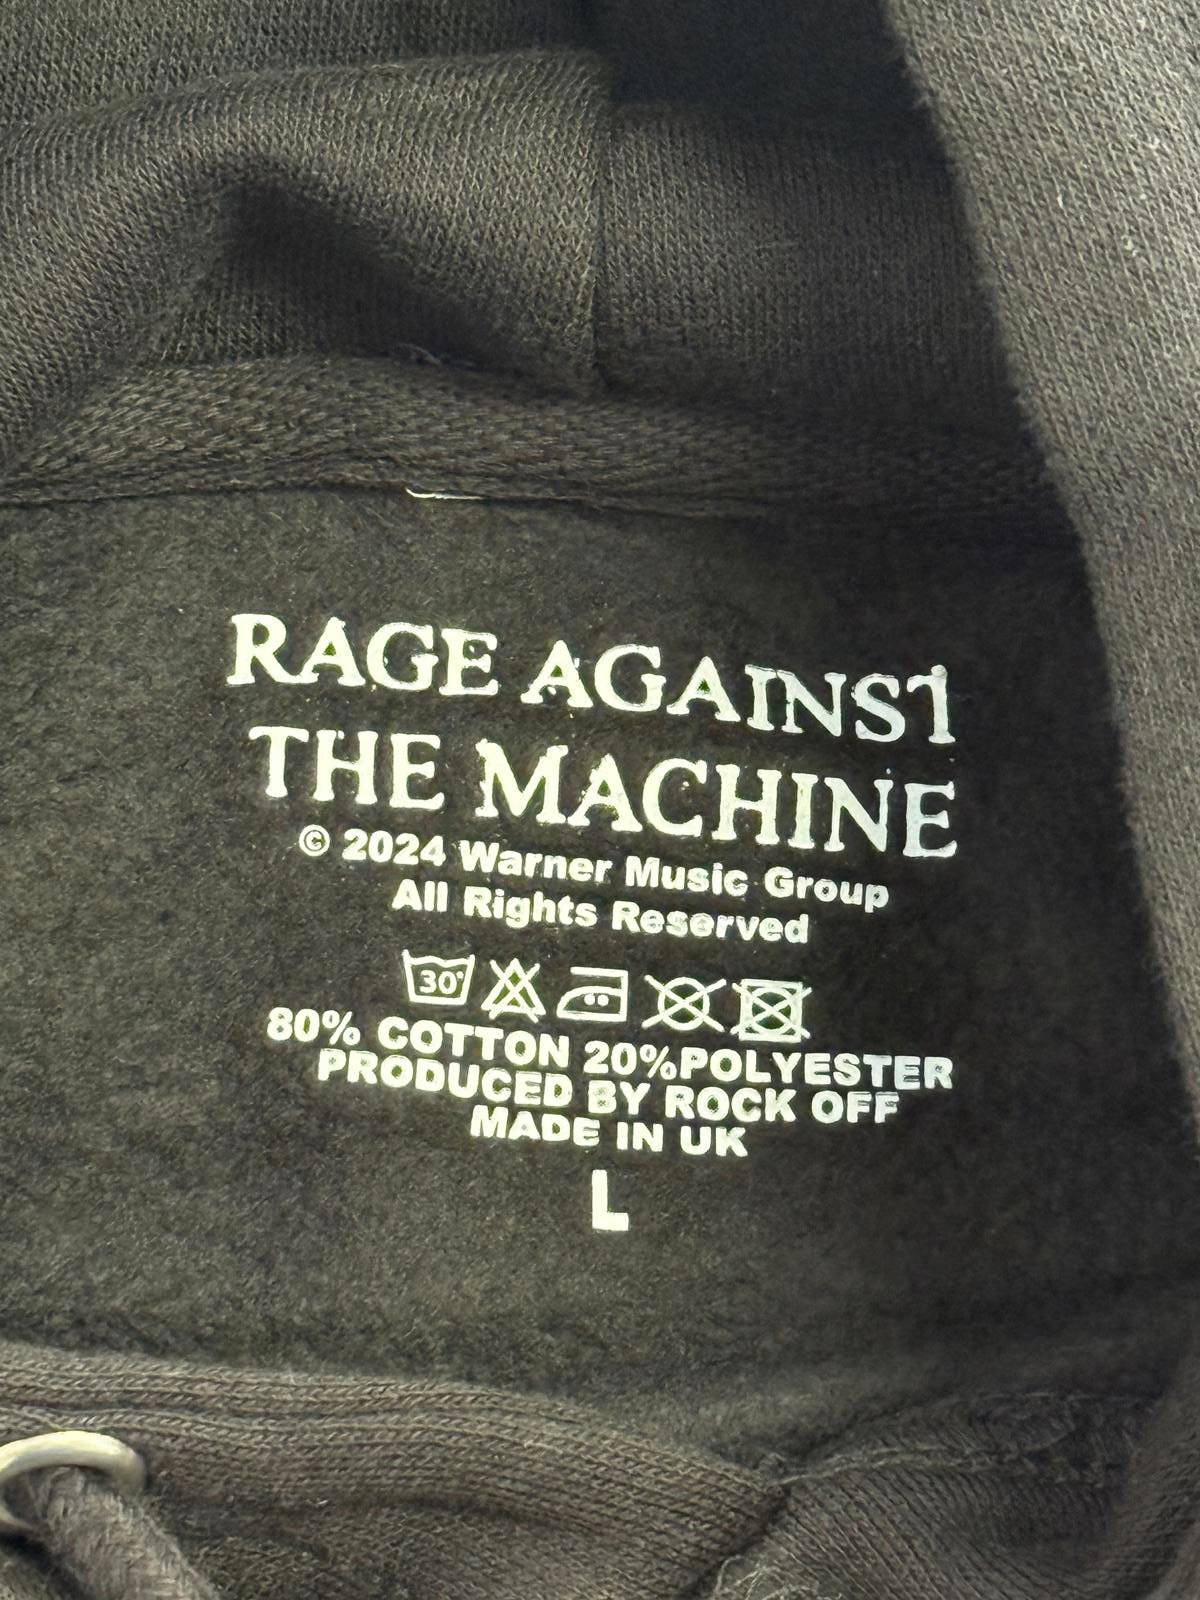 RAGE AGAINST
THE MACHINE
© 2024 Warner Music Group
All Rights Reserved
30°
80% COTTON 20%POLYESTER
PRODUCED BY ROCK OFF
MADE IN UK
L